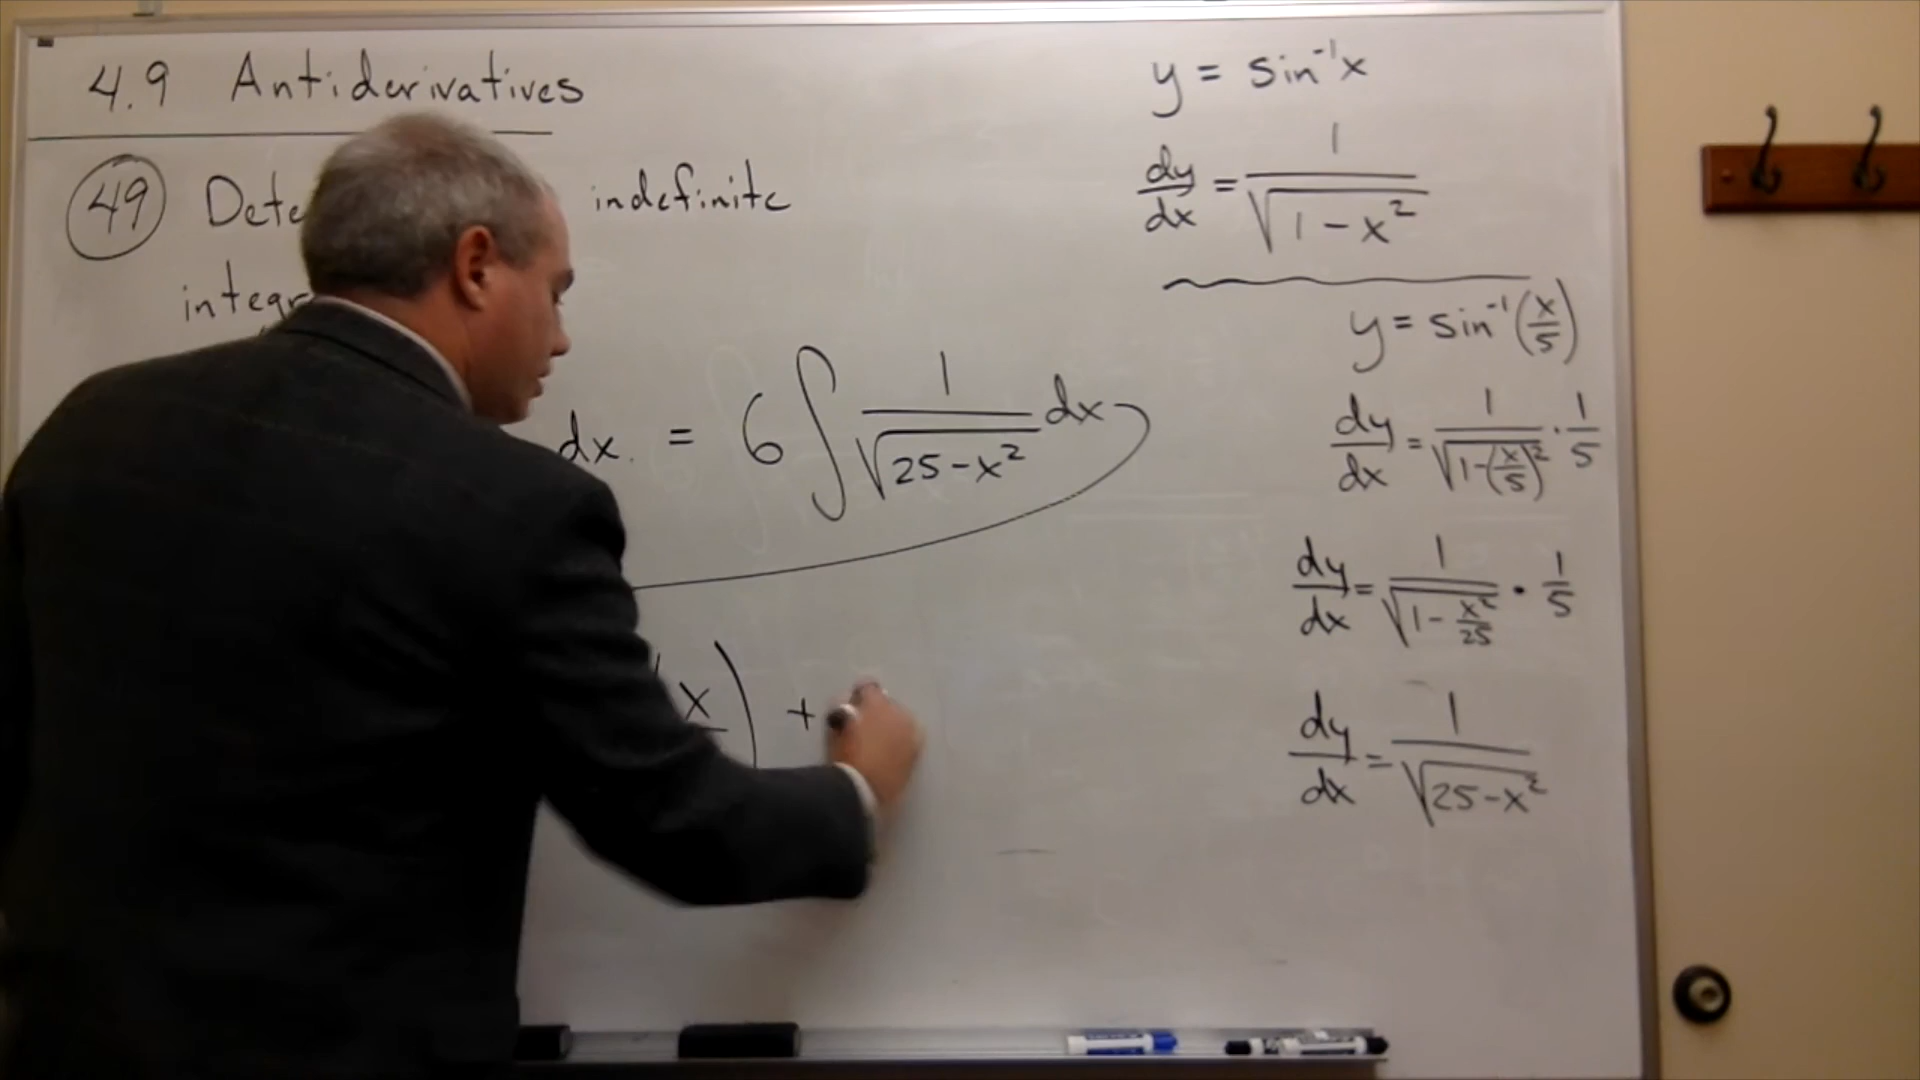 4.9 Antiderivatives
49 indefinite
dx = 6 ∫ 1/√(25-x²) dx
x ) +
y = sin⁻¹x
dy/dx = 1/√(1-x²)
y = sin⁻¹(x/5)
dy/dx = 1/√(1-(x/5)²) · 1/5
dy/dx = 1/√(1-x²/25) · 1/5
dy/dx = 1/√(25-x²)